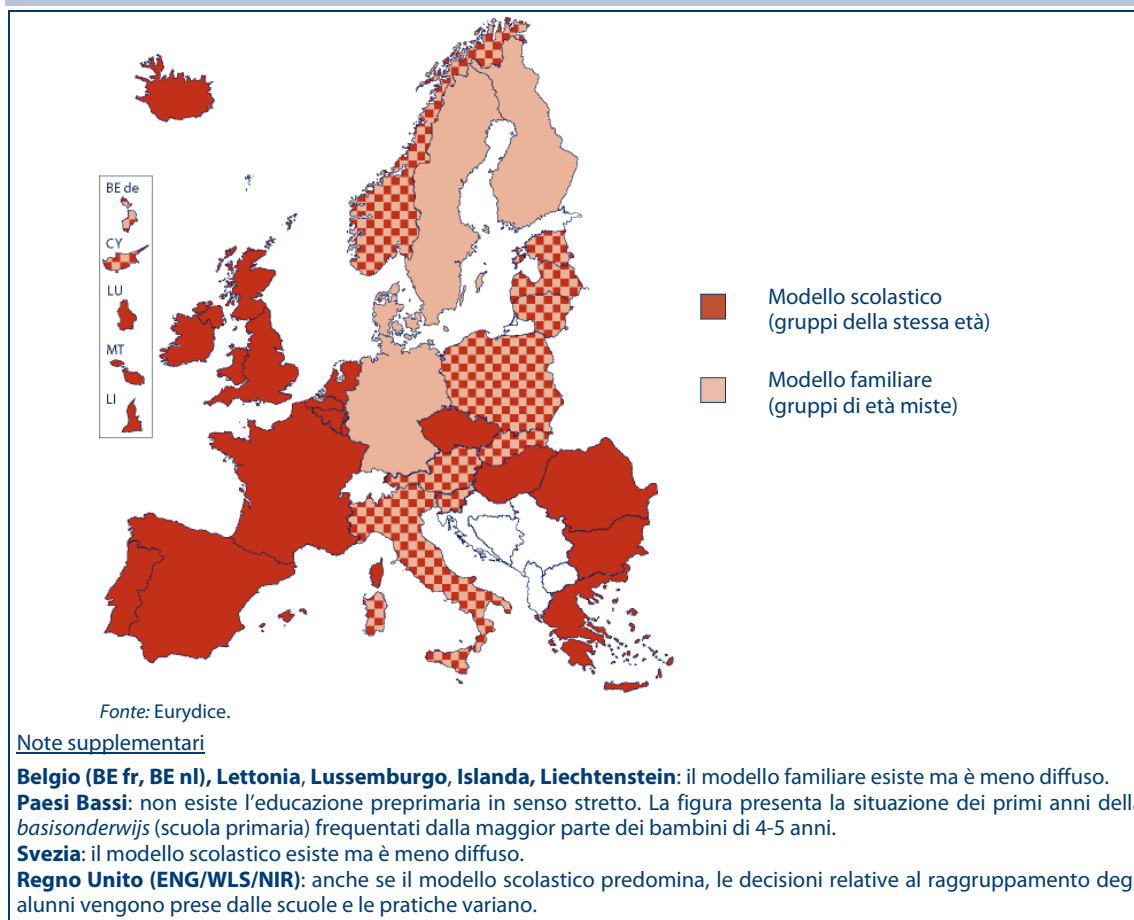 BE de
CY
LU
MT
LI
Modello scolastico
(gruppi della stessa età)
Modello familiare
(gruppi di età miste)
Fonte: Eurydice.
Note supplementari
Belgio (BE fr, BE nl), Lettonia, Lussemburgo, Islanda, Liechtenstein: il modello familiare esiste ma è meno diffuso.
Paesi Bassi: non esiste l'educazione preprimaria in senso stretto. La figura presenta la situazione dei primi anni della
basisonderwijs (scuola primaria) frequentati dalla maggior parte dei bambini di 4-5 anni.
Svezia: il modello scolastico esiste ma è meno diffuso.
Regno Unito (ENG/WLS/NIR): anche se il modello scolastico predomina, le decisioni relative al raggruppamento deg
alunni vengono prese dalle scuole e le pratiche variano.